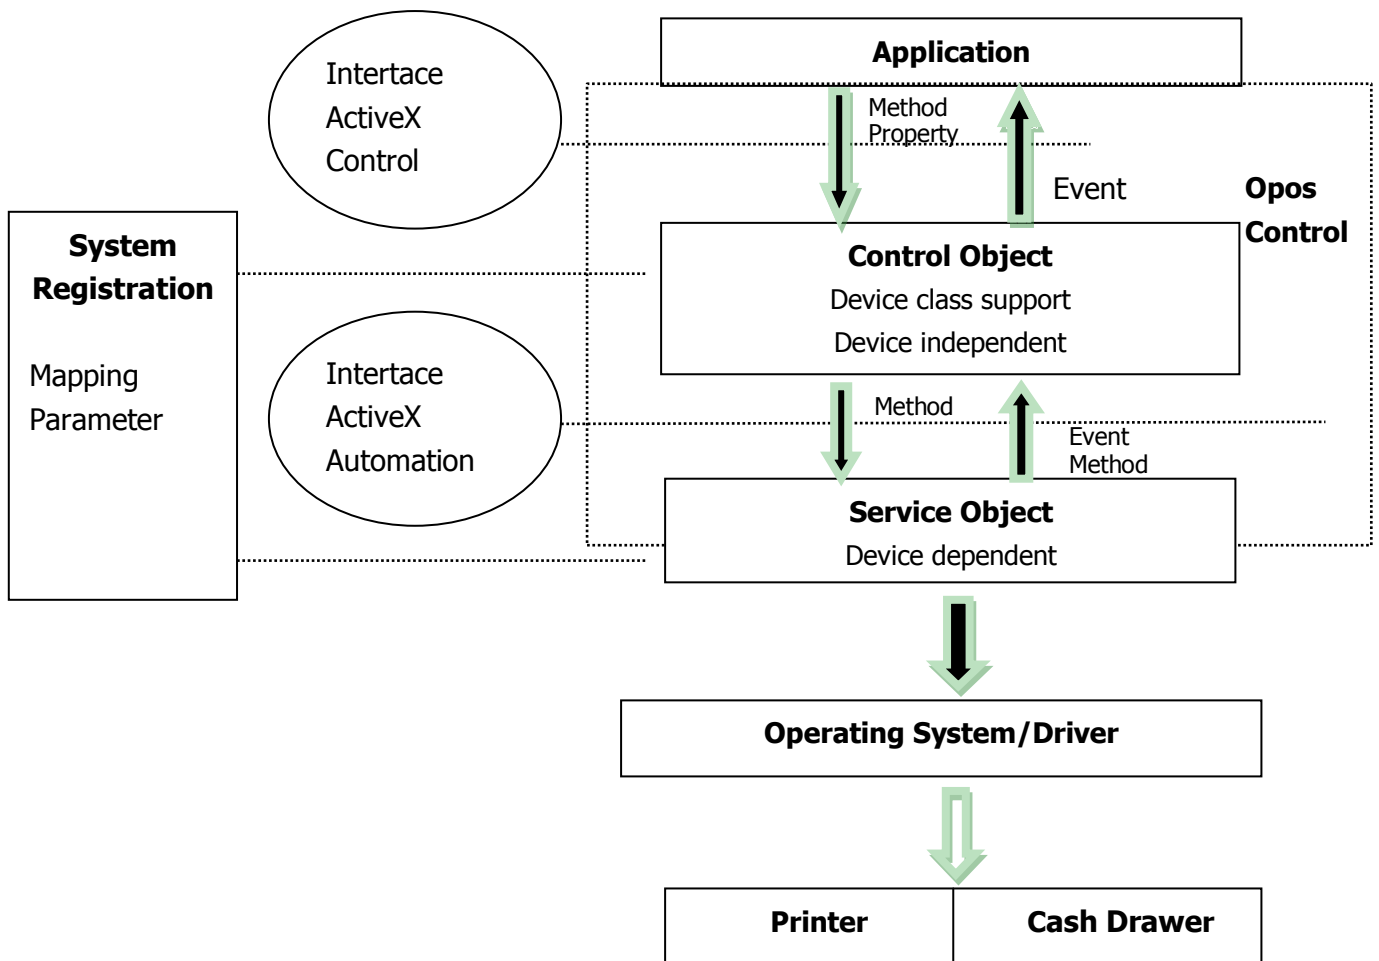 Application
Intertace
ActiveX
Control
Method
Property
Event
Opos
Control
System
Registration
Mapping
Parameter
Control Object
Device class support
Device independent
Intertace
ActiveX
Automation
Method
Event
Method
Service Object
Device dependent
Operating System/Driver
Printer
Cash Drawer